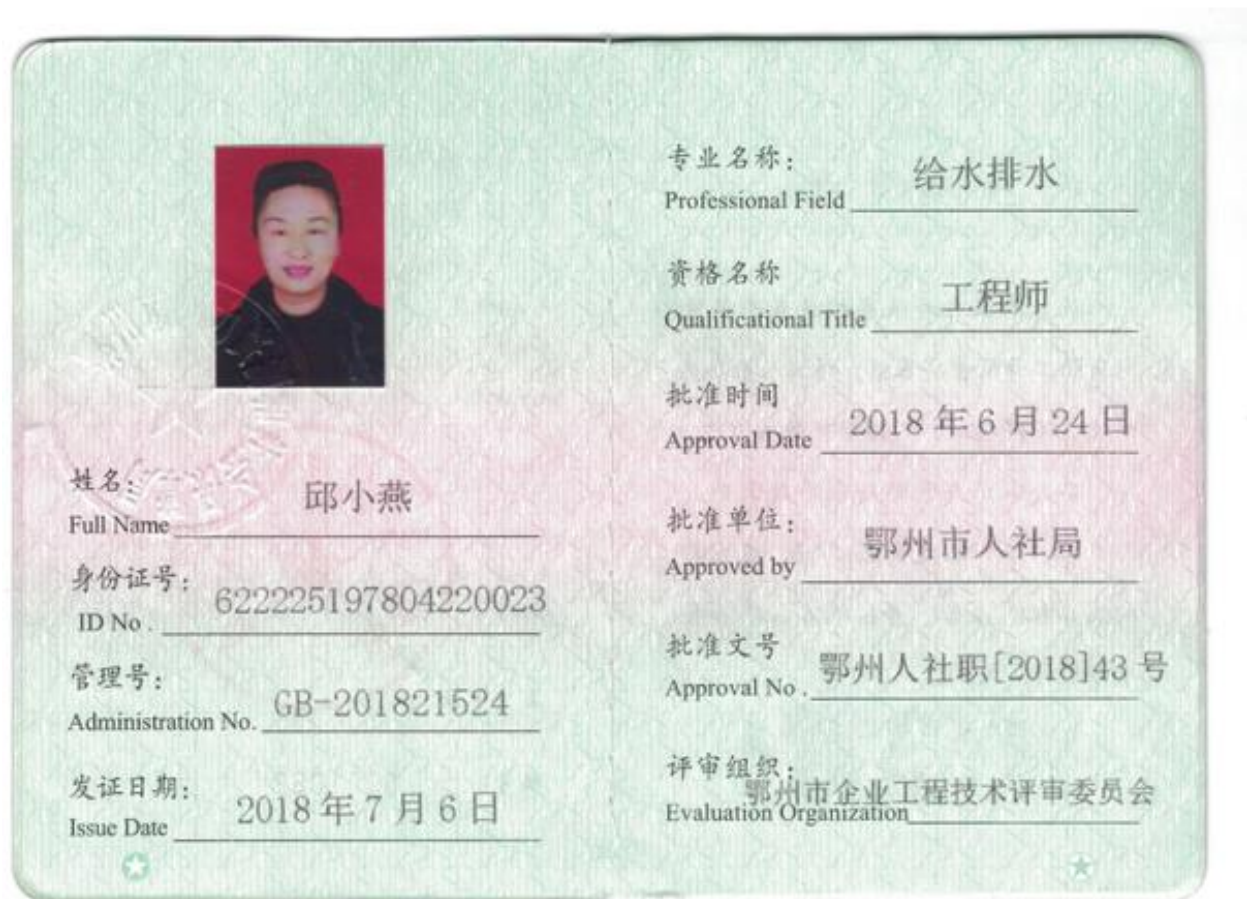 姓名:
邱小燕
Full Name
身份证号:
622225197804220023
ID No .
管理号:
GB-201821524
Administration No.
发证日期:
2018年7月6日
Issue Date
专业名称:
给水排水
Professional Field
资格名称
工程师
Qualificational Title
批准时间
2018年6月24日
Approval Date
批准单位:
鄂州市人社局
Approved by
批准文号
鄂州人社职[2018]43号
Approval No .
评审组织:
鄂州市企业工程技术评审委员会
Evaluation Organization